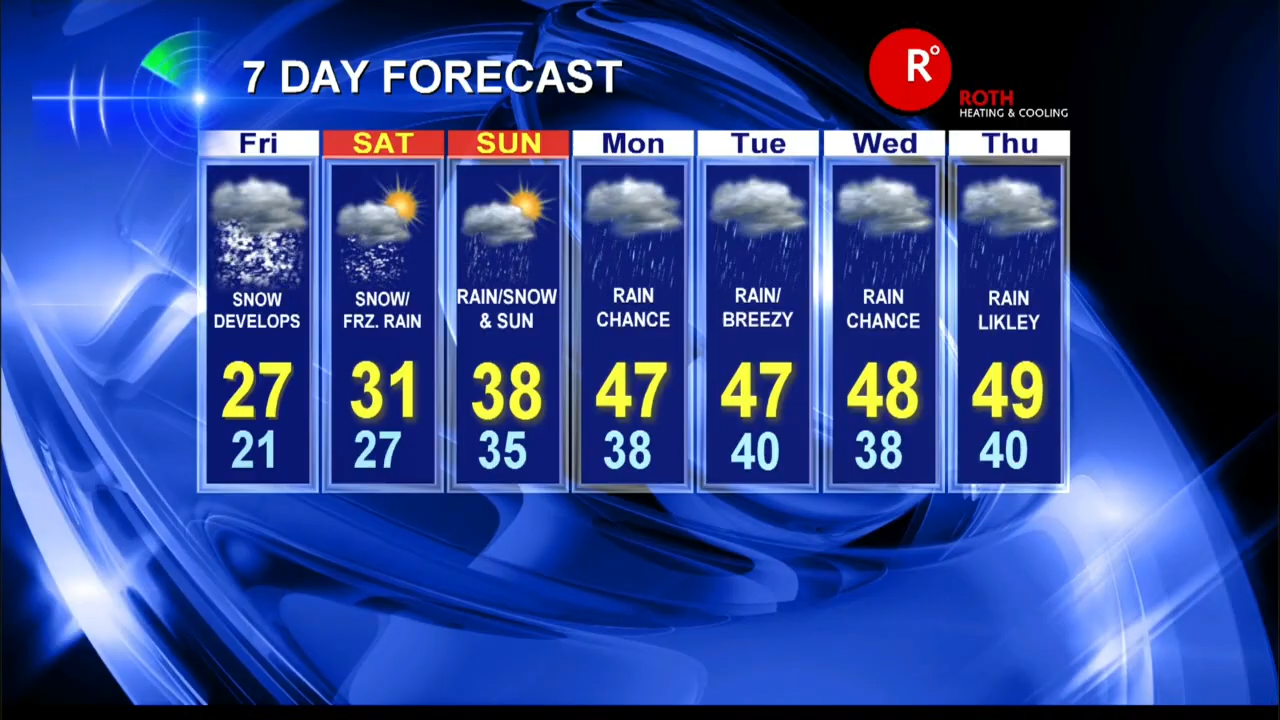 7 DAY FORECAST
R°
ROTH
HEATING & COOLING
Fri SAT SUN Mon Tue Wed Thu
SNOW DEVELOPS
SNOW/ FRZ. RAIN
RAIN/SNOW & SUN
RAIN CHANCE
RAIN/ BREEZY
RAIN CHANCE
RAIN LIKLEY
27 31 38 47 47 48 49
21 27 35 38 40 38 40